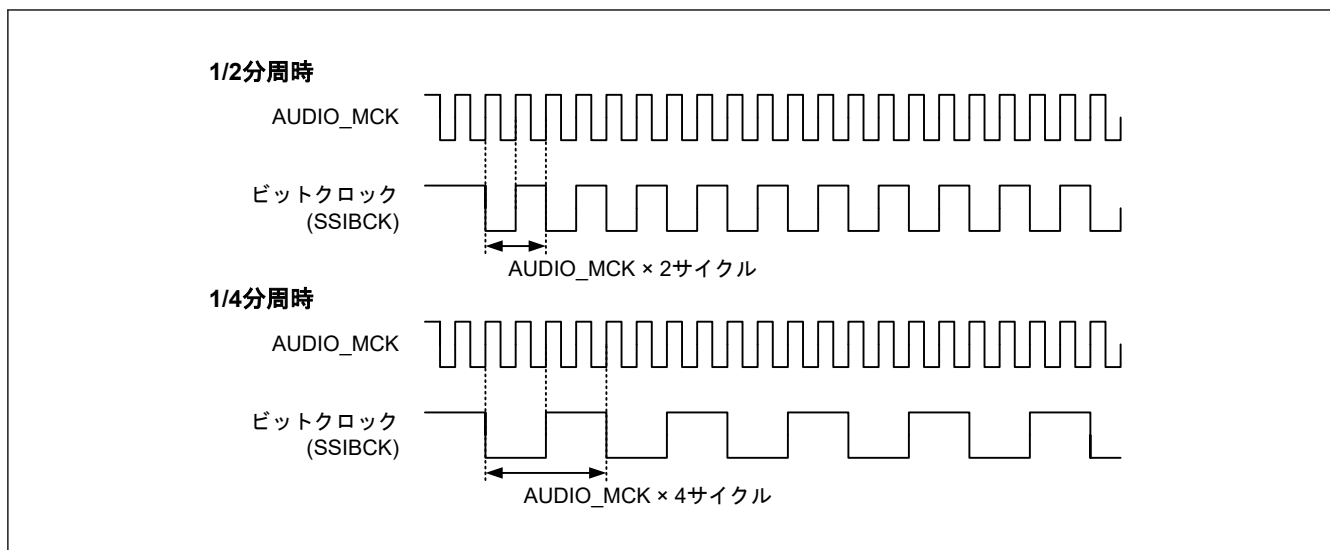 1/2分周時
AUDIO_MCK
ビットクロック
(SSIBCK)
AUDIO_MCK × 2サイクル
1/4分周時
AUDIO_MCK
ビットクロック
(SSIBCK)
AUDIO_MCK × 4サイクル